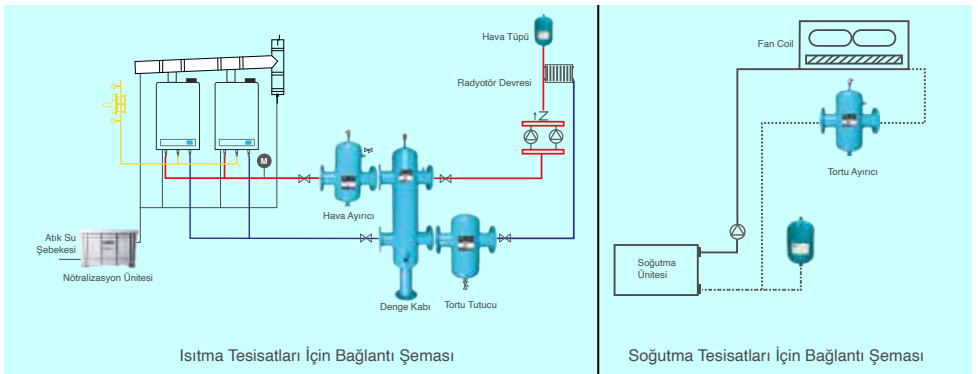 Hava Tüpü
Radyotör Devresi
M
Hava Ayırıcı
Atık Su
Şebekesi
Nötralizasyon Ünitesi
Denge Kabı
Tortu Tutucu
Isıtma Tesisatları İçin Bağlantı Şeması
Fan Coil
Tortu Ayırıcı
Soğutma
Ünitesi
Soğutma Tesisatları İçin Bağlantı Şeması